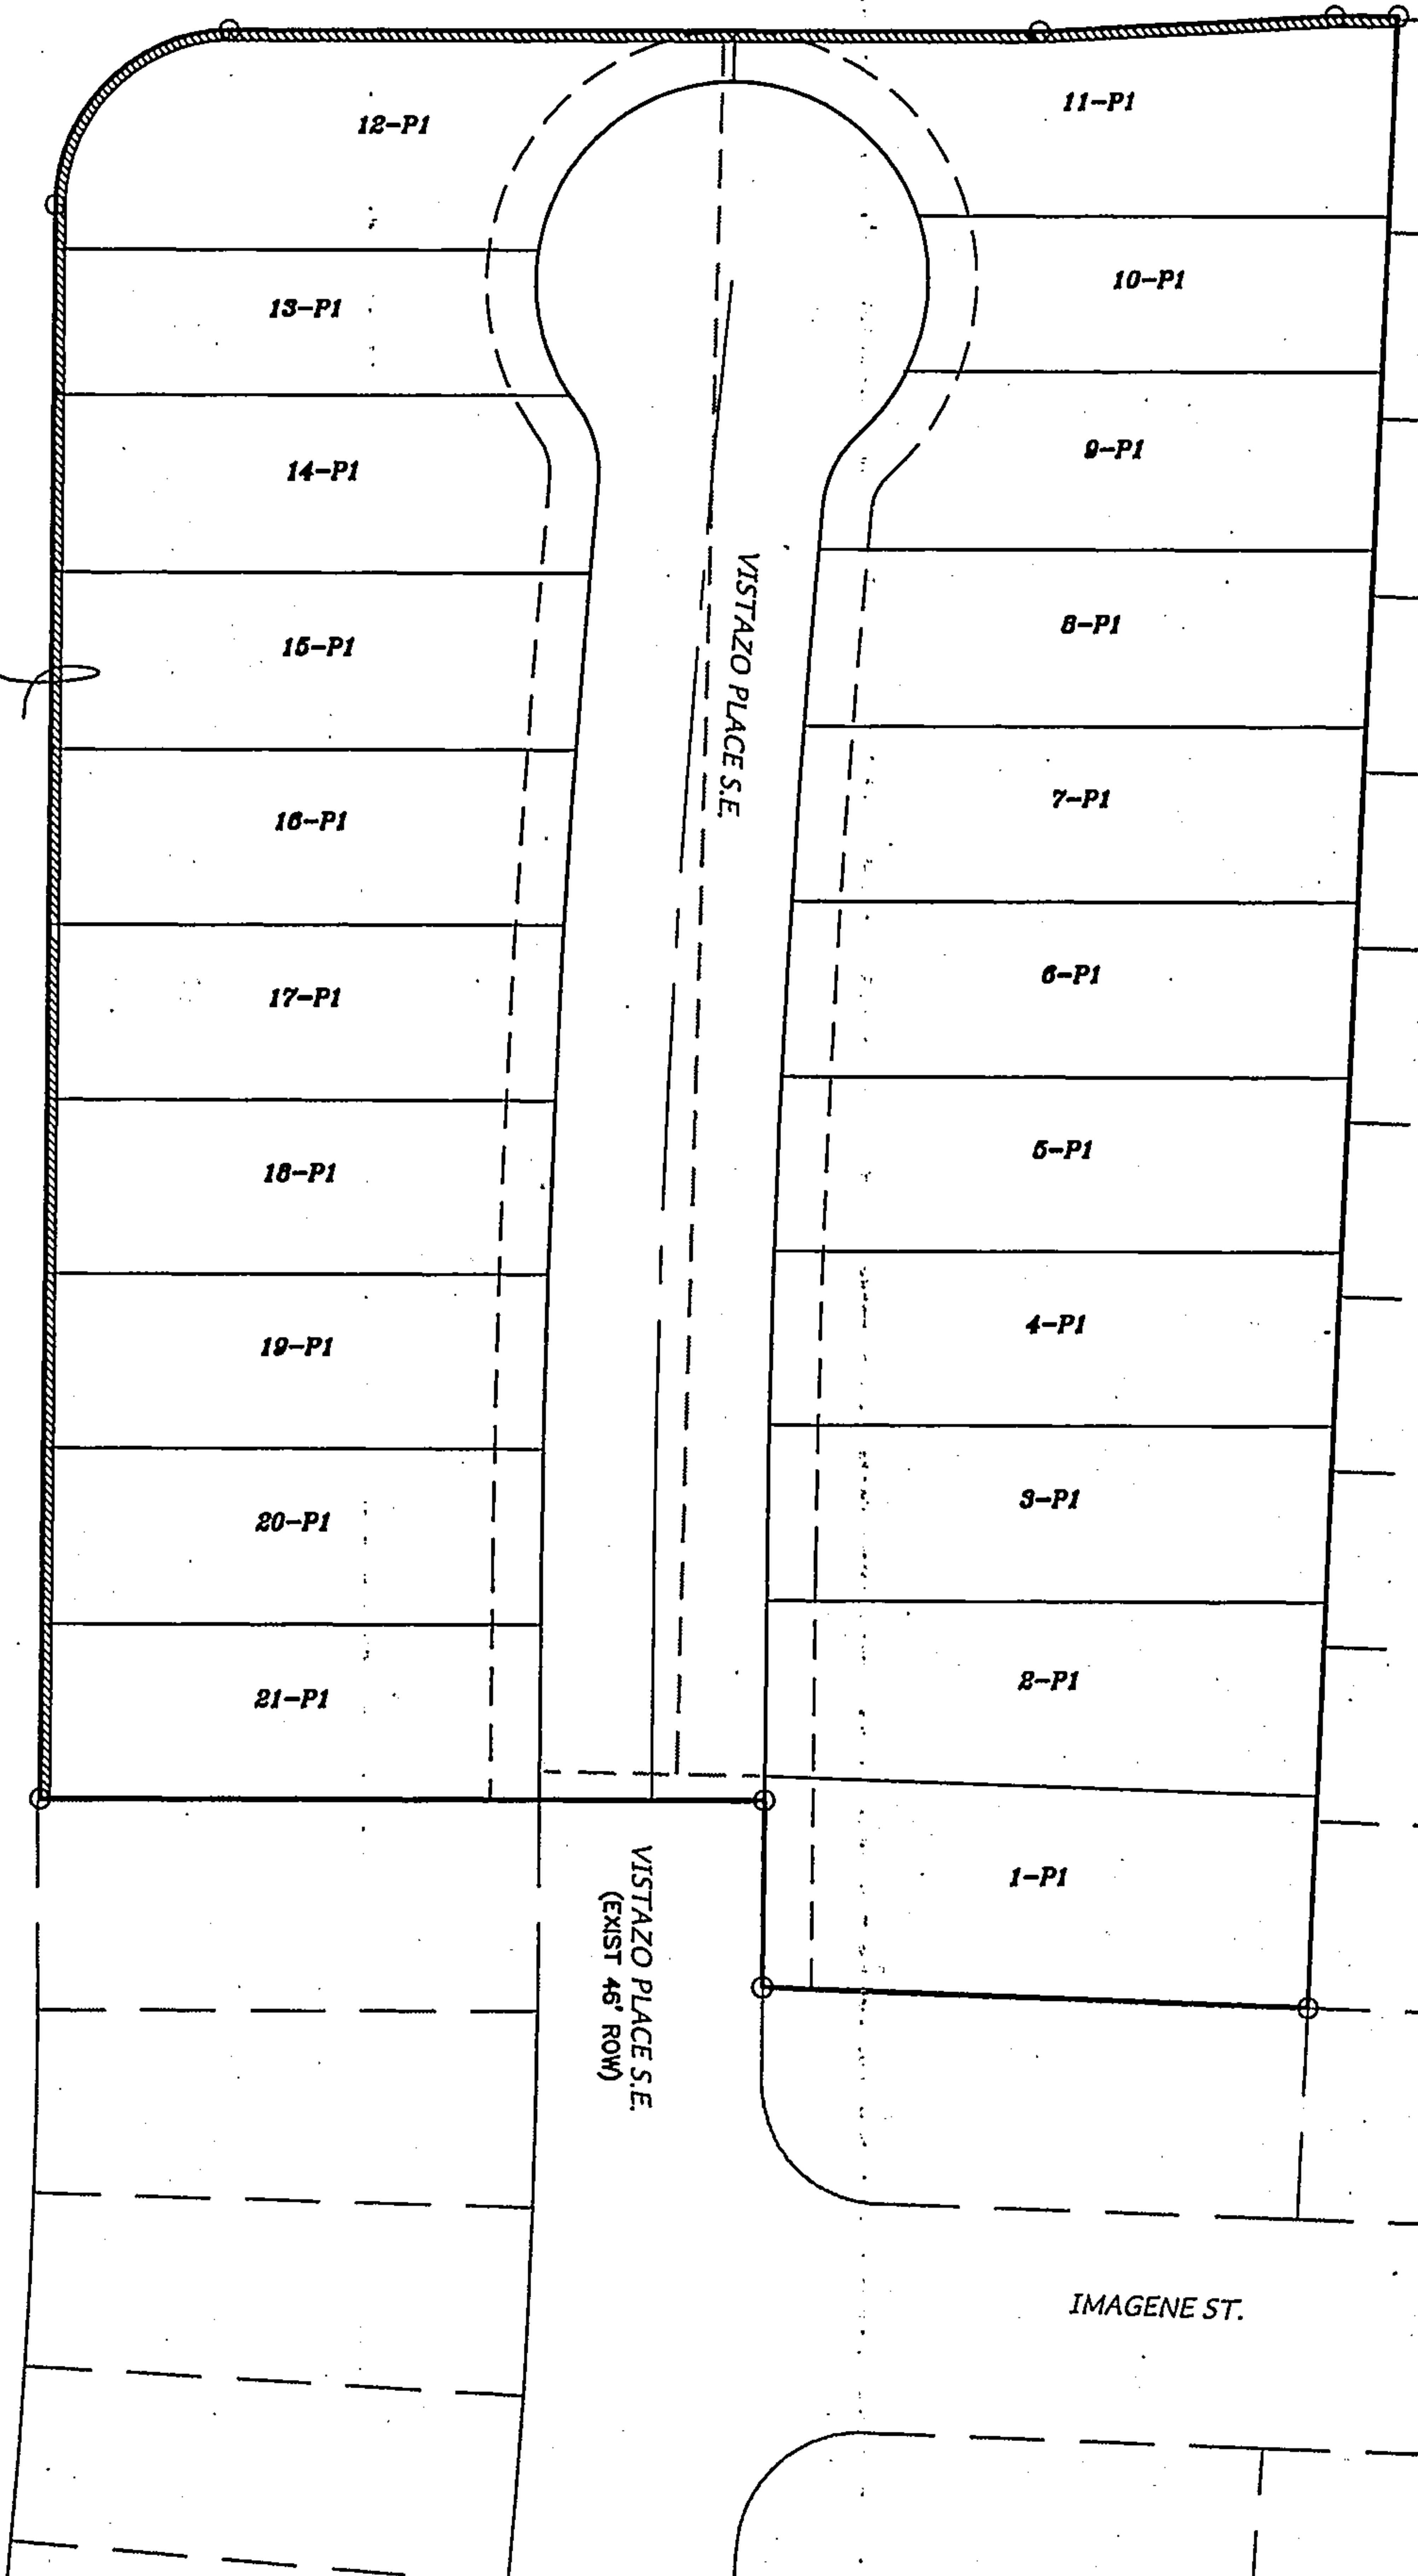 12-P1
11-P1
13-P1
10-P1
14-P1
9-P1
15-P1
8-P1
VISTAZO PLACE S.E.
16-P1
7-P1
17-P1
6-P1
18-P1
5-P1
19-P1
4-P1
20-P1
3-P1
21-P1
2-P1
1-P1
VISTAZO PLACE S.E.
(EXIST 46' ROW)
IMAGENE ST.